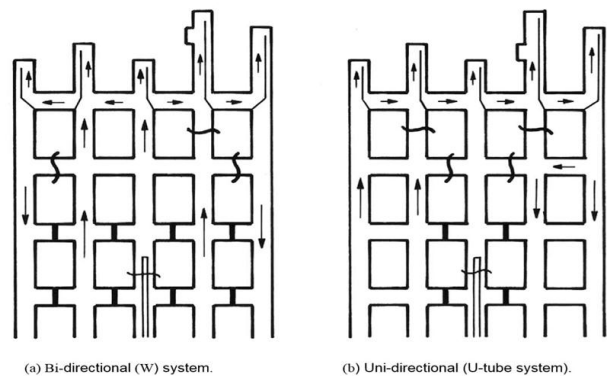 (a) Bi-directional (W) system.
(b) Uni-directional (U-tube system).